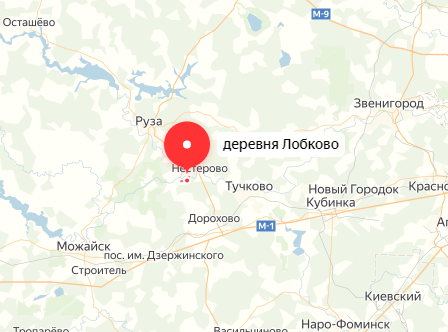 М-9
Осташёво
Звенигород
Руза
деревня Лобково
Нестерово
Тучково
Новый Городок
Красно
Кубинка
Дорохово
М-1
Можайск
пос. им. Дзержинского
Строитель
Киевский
Наро-Фоминск
Тропарёво
Васильчиново